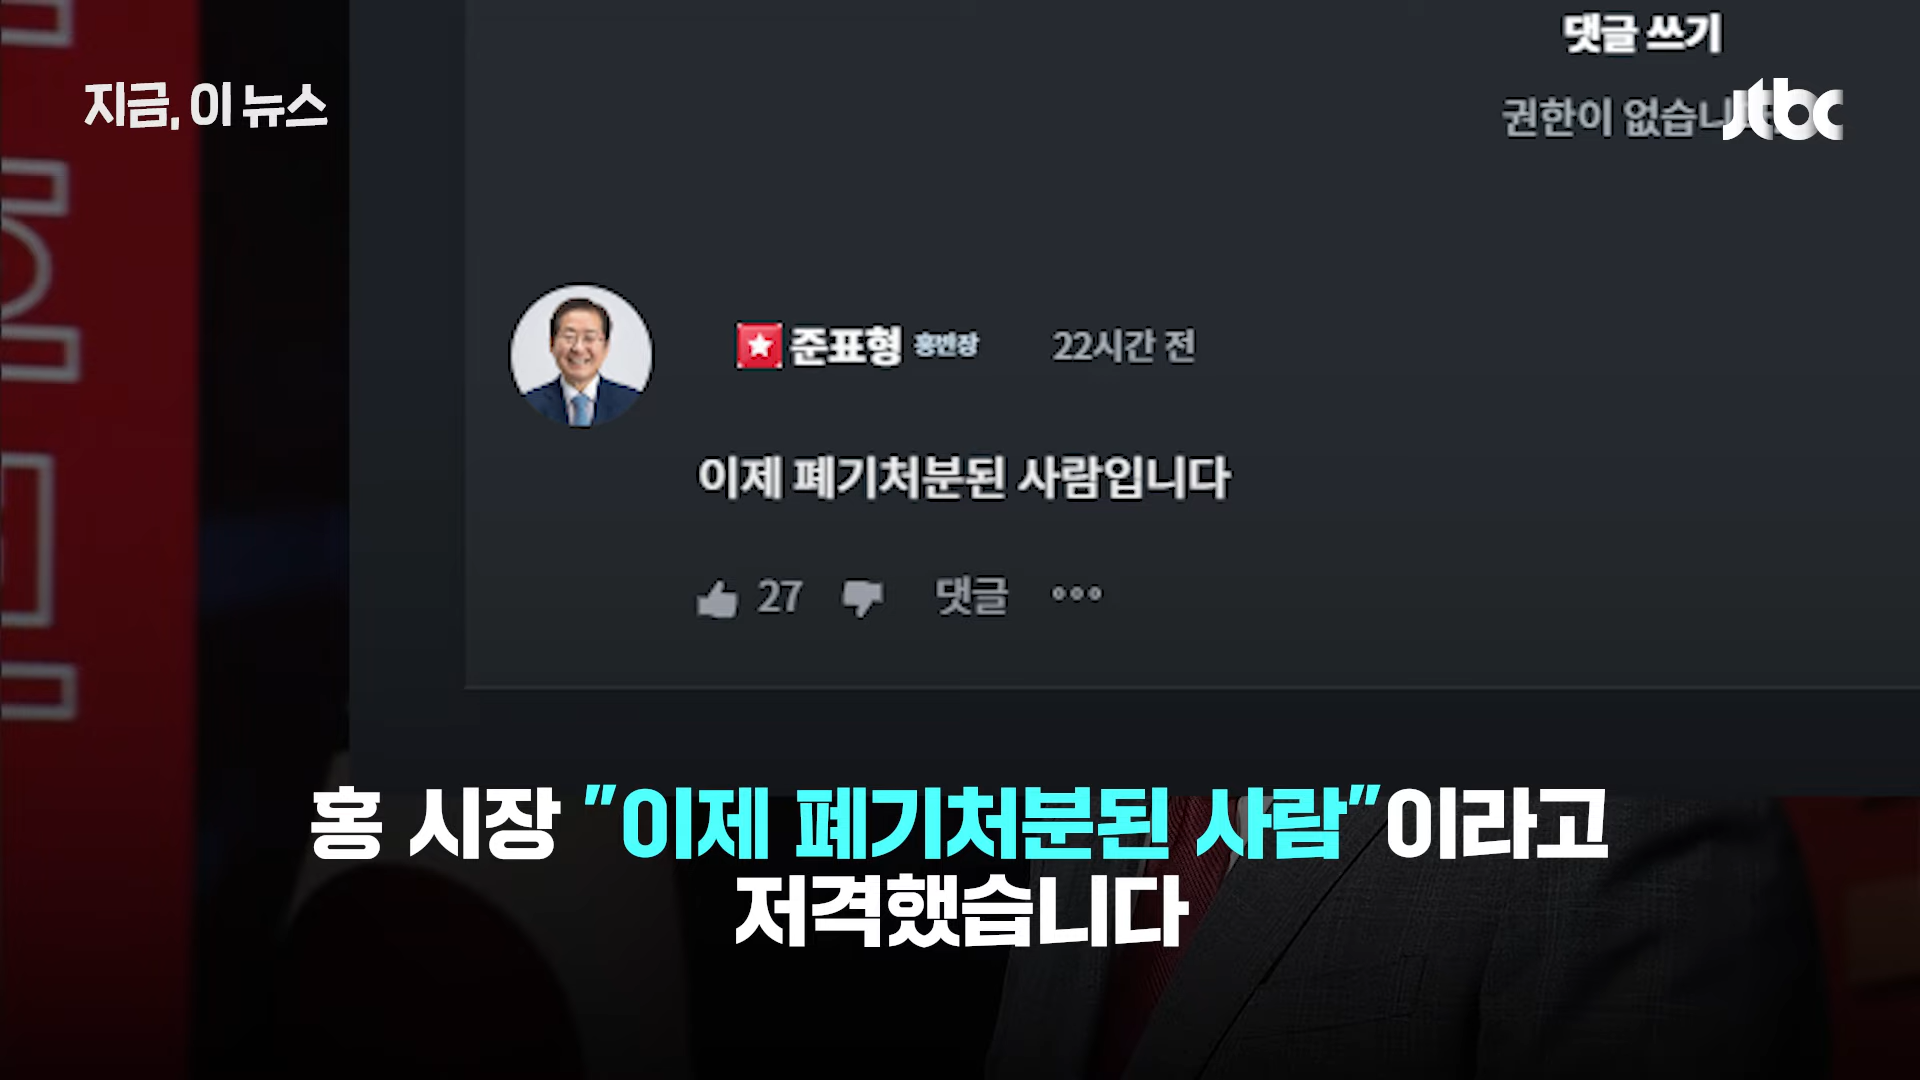 댓글 쓰기
지금, 이 뉴스
jtbc
권한이 없습니
준표형 홍반장 22시간 전
이제 폐기처분된 사람입니다
27 댓글
홍 시장 "이제 폐기처분된 사람"이라고
저격했습니다